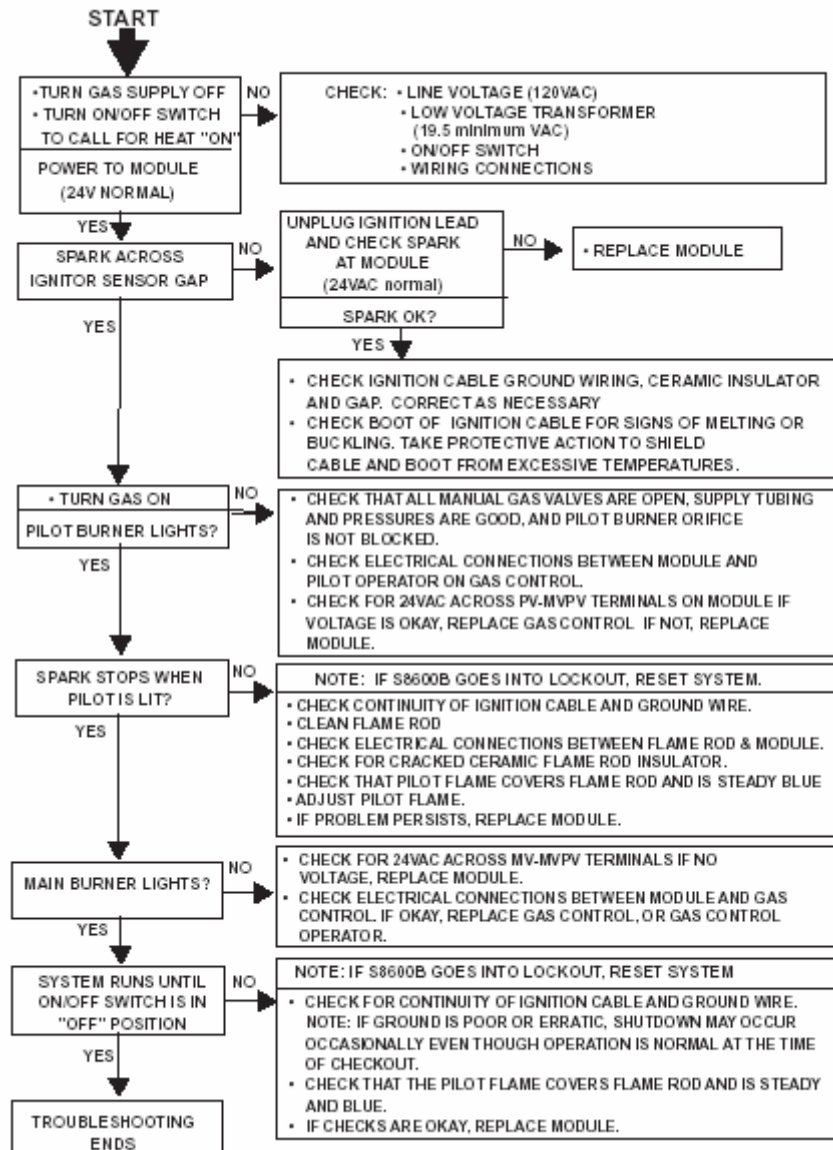 START
• TURN GAS SUPPLY OFF
• TURN ON/OFF SWITCH
TO CALL FOR HEAT "ON"
POWER TO MODULE
(24V NORMAL)
NO
CHECK: • LINE VOLTAGE (120VAC)
• LOW VOLTAGE TRANSFORMER
(19.5 minimum VAC)
• ON/OFF SWITCH
• WIRING CONNECTIONS
YES
SPARK ACROSS
IGNITOR SENSOR GAP
NO
UNPLUG IGNITION LEAD
AND CHECK SPARK
AT MODULE
(24VAC normal)
SPARK OK?
NO
• REPLACE MODULE
YES
YES
• CHECK IGNITION CABLE GROUND WIRING, CERAMIC INSULATOR
AND GAP. CORRECT AS NECESSARY
• CHECK BOOT OF IGNITION CABLE FOR SIGNS OF MELTING OR
BUCKLING. TAKE PROTECTIVE ACTION TO SHIELD
CABLE AND BOOT FROM EXCESSIVE TEMPERATURES.
• TURN GAS ON
PILOT BURNER LIGHTS?
NO
• CHECK THAT ALL MANUAL GAS VALVES ARE OPEN, SUPPLY TUBING
AND PRESSURES ARE GOOD, AND PILOT BURNER ORIFICE
IS NOT BLOCKED.
• CHECK ELECTRICAL CONNECTIONS BETWEEN MODULE AND
PILOT OPERATOR ON GAS CONTROL.
• CHECK FOR 24VAC ACROSS PV-MVPV TERMINALS ON MODULE IF
VOLTAGE IS OKAY, REPLACE GAS CONTROL IF NOT, REPLACE
MODULE.
YES
SPARK STOPS WHEN
PILOT IS LIT?
NO
NOTE: IF S8600B GOES INTO LOCKOUT, RESET SYSTEM.
• CHECK CONTINUITY OF IGNITION CABLE AND GROUND WIRE.
• CLEAN FLAME ROD
• CHECK ELECTRICAL CONNECTIONS BETWEEN FLAME ROD & MODULE.
• CHECK FOR CRACKED CERAMIC FLAME ROD INSULATOR.
• CHECK THAT PILOT FLAME COVERS FLAME ROD AND IS STEADY BLUE
• ADJUST PILOT FLAME.
• IF PROBLEM PERSISTS, REPLACE MODULE.
YES
MAIN BURNER LIGHTS?
NO
• CHECK FOR 24VAC ACROSS MV-MVPV TERMINALS IF NO
VOLTAGE, REPLACE MODULE.
• CHECK ELECTRICAL CONNECTIONS BETWEEN MODULE AND GAS
CONTROL. IF OKAY, REPLACE GAS CONTROL, OR GAS CONTROL
OPERATOR.
YES
SYSTEM RUNS UNTIL
ON/OFF SWITCH IS IN
"OFF" POSITION
NO
NOTE: IF S8600B GOES INTO LOCKOUT, RESET SYSTEM
• CHECK FOR CONTINUITY OF IGNITION CABLE AND GROUND WIRE.
NOTE: IF GROUND IS POOR OR ERRATIC, SHUTDOWN MAY OCCUR
OCCASIONALLY EVEN THOUGH OPERATION IS NORMAL AT THE TIME
OF CHECKOUT.
• CHECK THAT THE PILOT FLAME COVERS FLAME ROD AND IS STEADY
AND BLUE.
• IF CHECKS ARE OKAY, REPLACE MODULE.
YES
TROUBLESHOOTING
ENDS